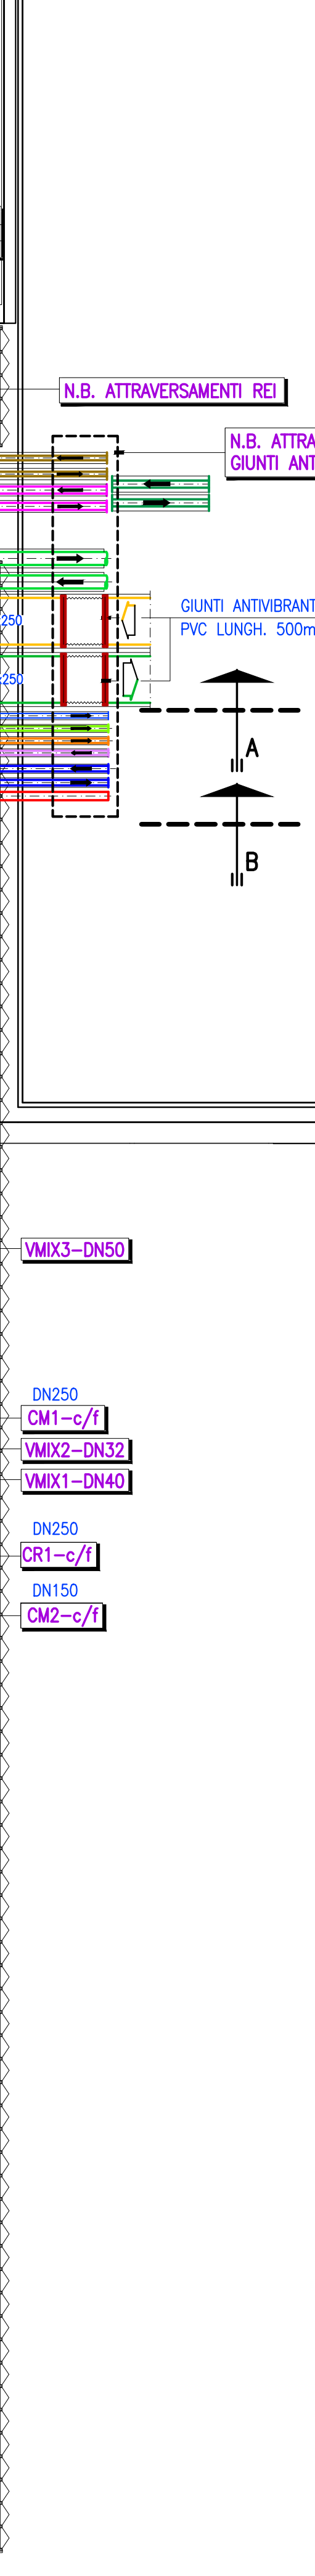 N.B. ATTRAVERSAMENTI REI
N.B. ATTRA
GIUNTI ANT
GIUNTI ANTIVIBRANT
250
PVC LUNGH. 500m
250
A
B
VMIX3-DN50
DN250
CM1-c/f
VMIX2-DN32
VMIX1-DN40
DN250
CR1-c/f
DN150
CM2-c/f